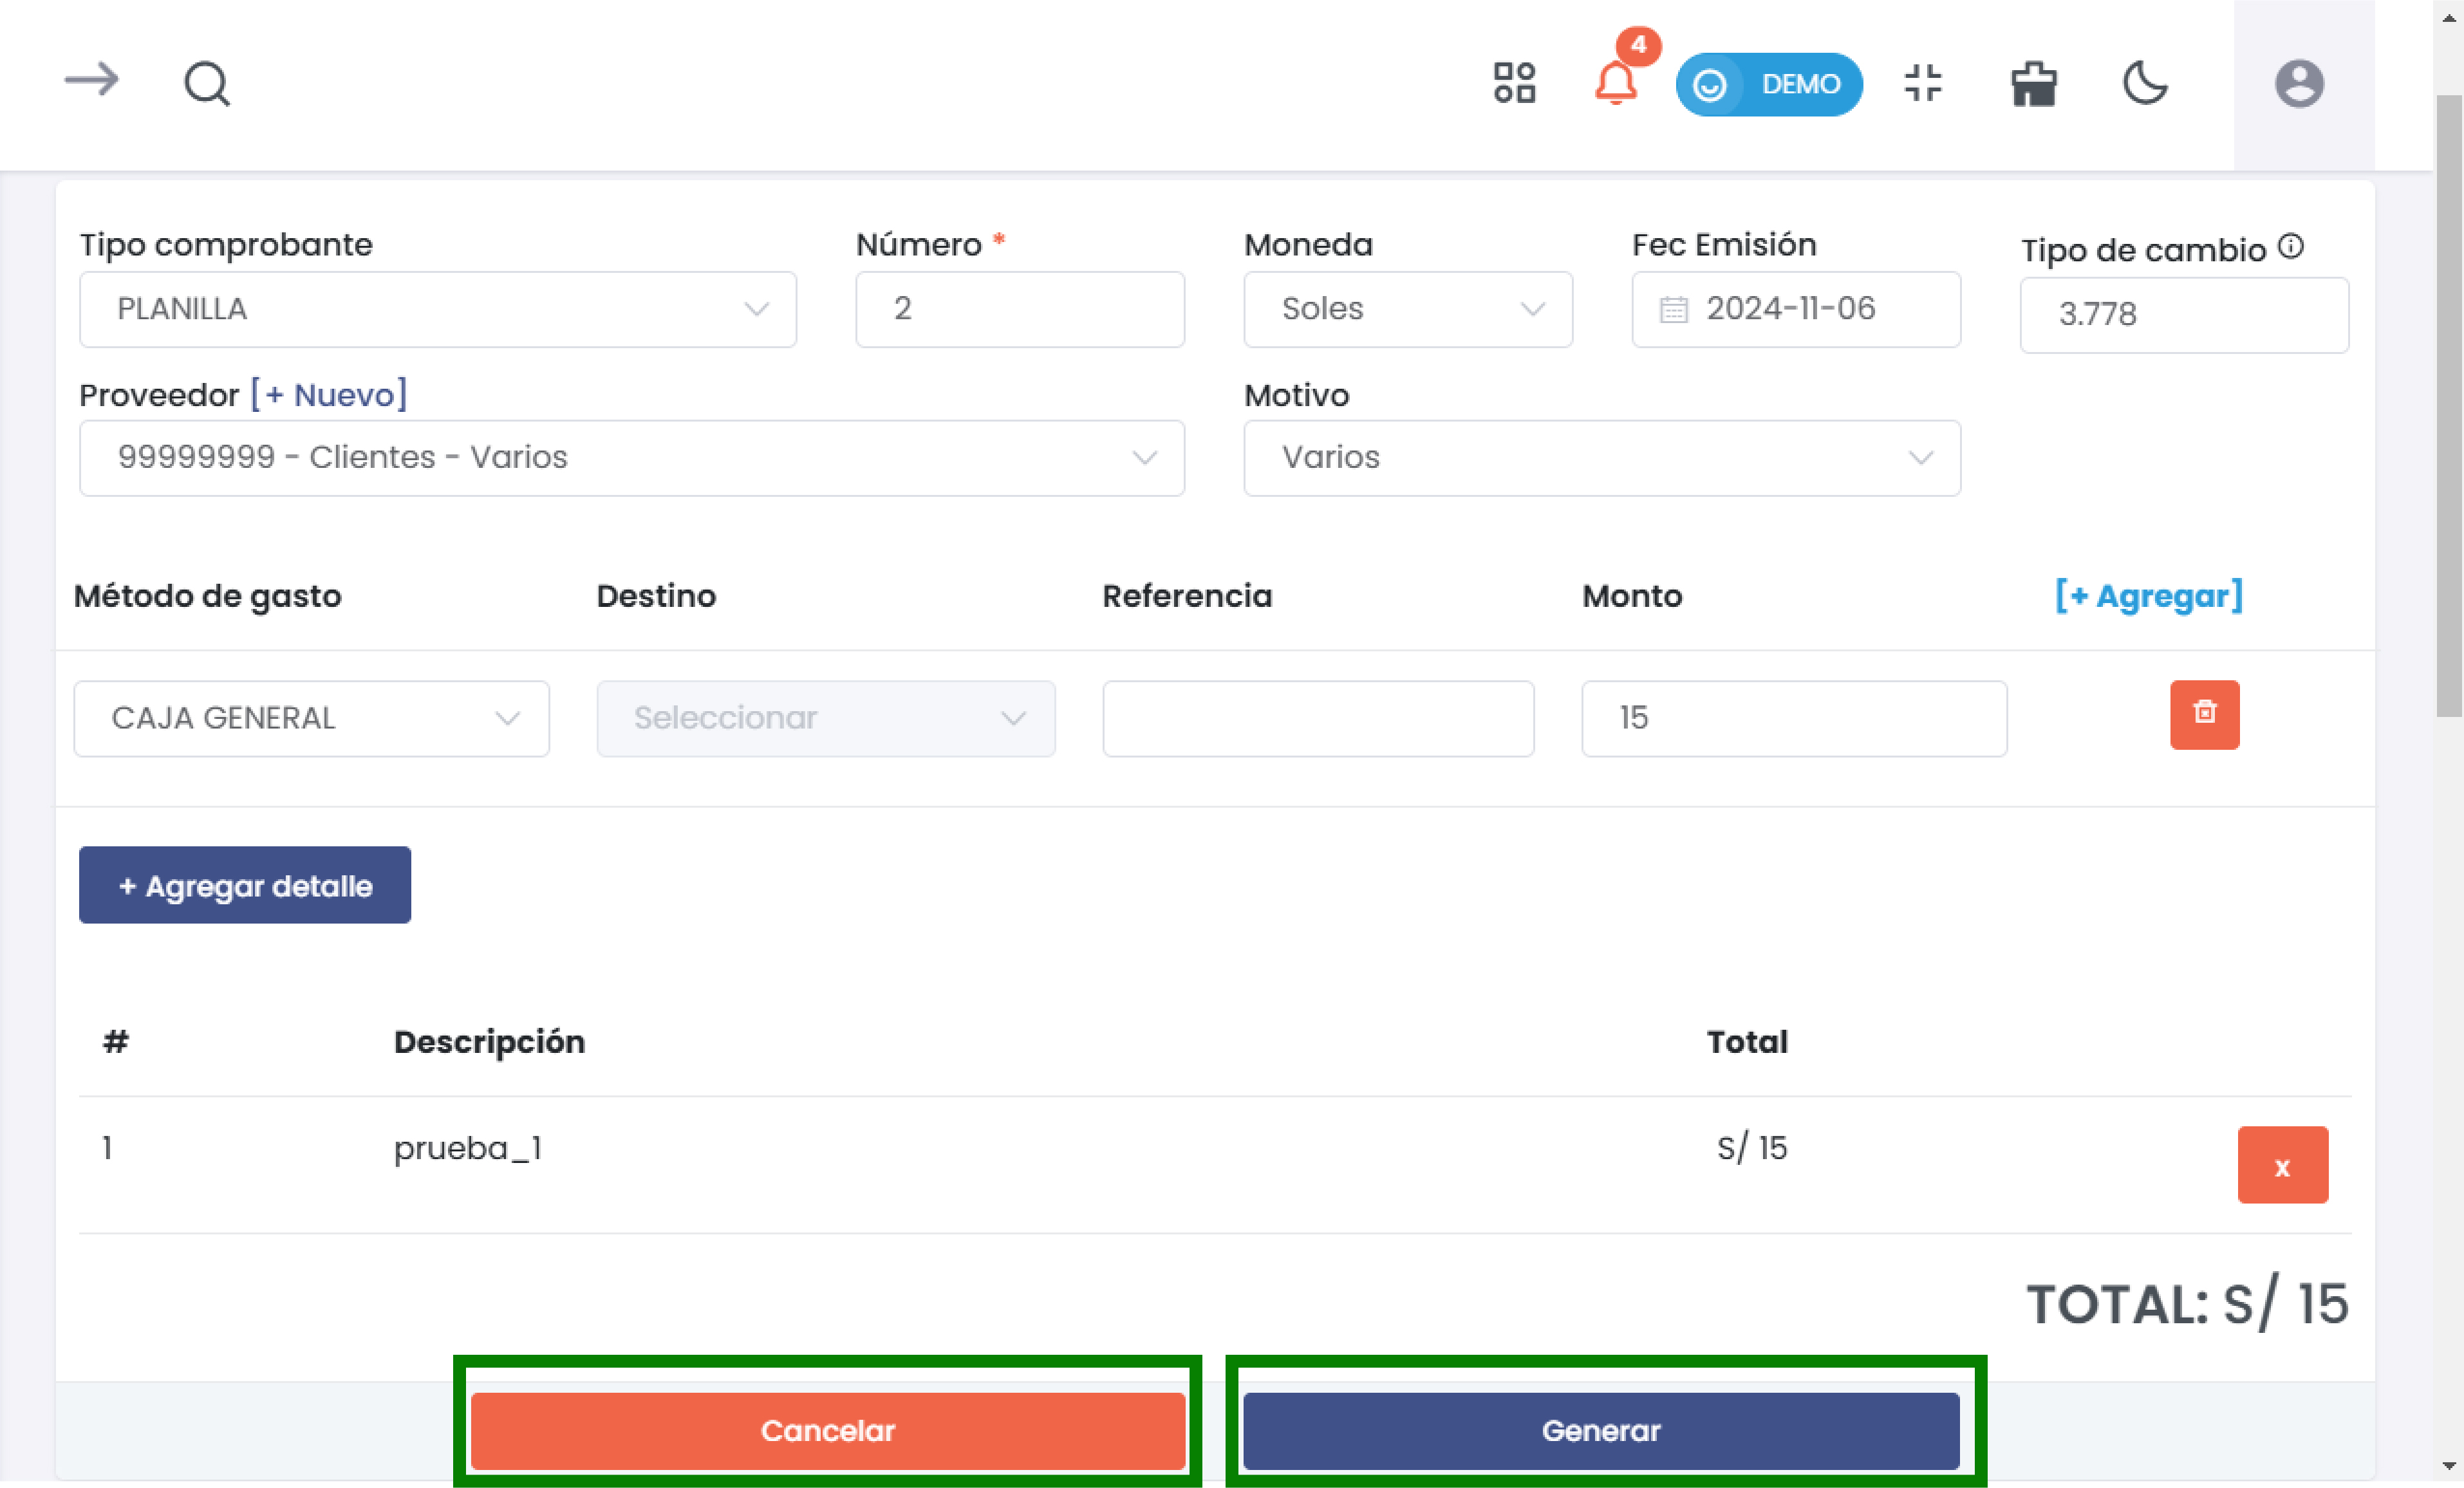 4
DEMO
Tipo comprobante Número * Moneda Fec Emisión Tipo de cambio
PLANILLA 2 Soles 2024-11-06 3.778
Proveedor [+ Nuevo] Motivo
99999999 - Clientes - Varios Varios
Método de gasto Destino Referencia Monto [+ Agregar]
CAJA GENERAL Seleccionar 15
+ Agregar detalle
# Descripción Total
1 prueba_1 S/ 15 x
TOTAL: S/ 15
Cancelar Generar